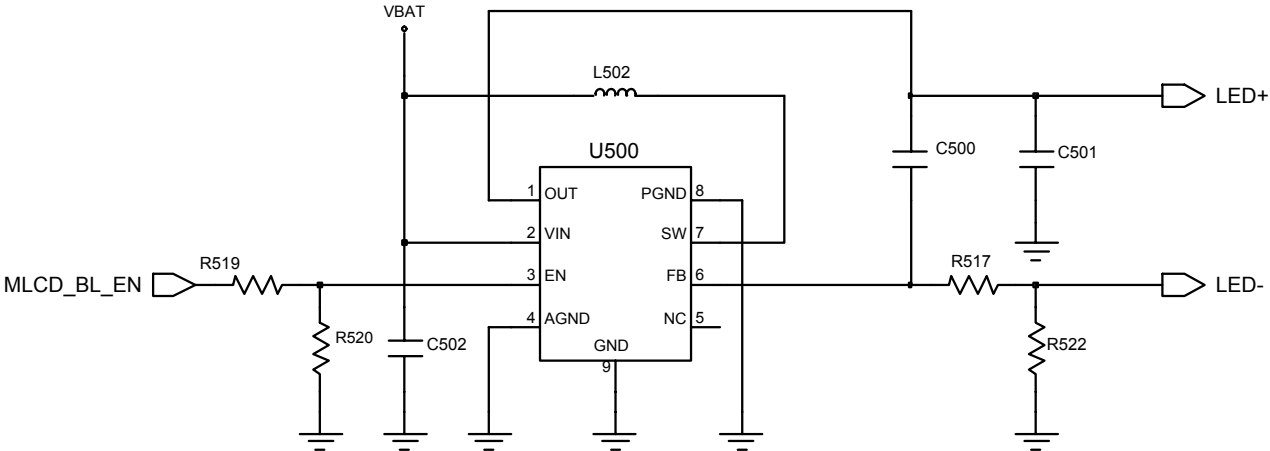 VBAT
L502
LED+
C500
C501
U500
1
OUT
PGND
8
2
VIN
SW
7
R519
R517
MLCD_BL_EN
3
EN
FB
6
LED-
4
AGND
NC
5
R520
C502
GND
R522
9